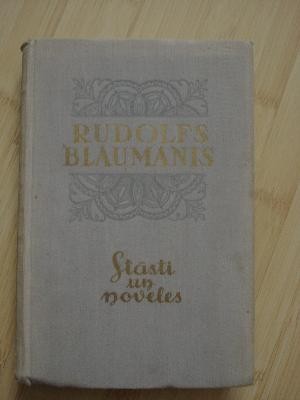 RUDOLFS
BLAUMANIS
Stāsti
un
noveles